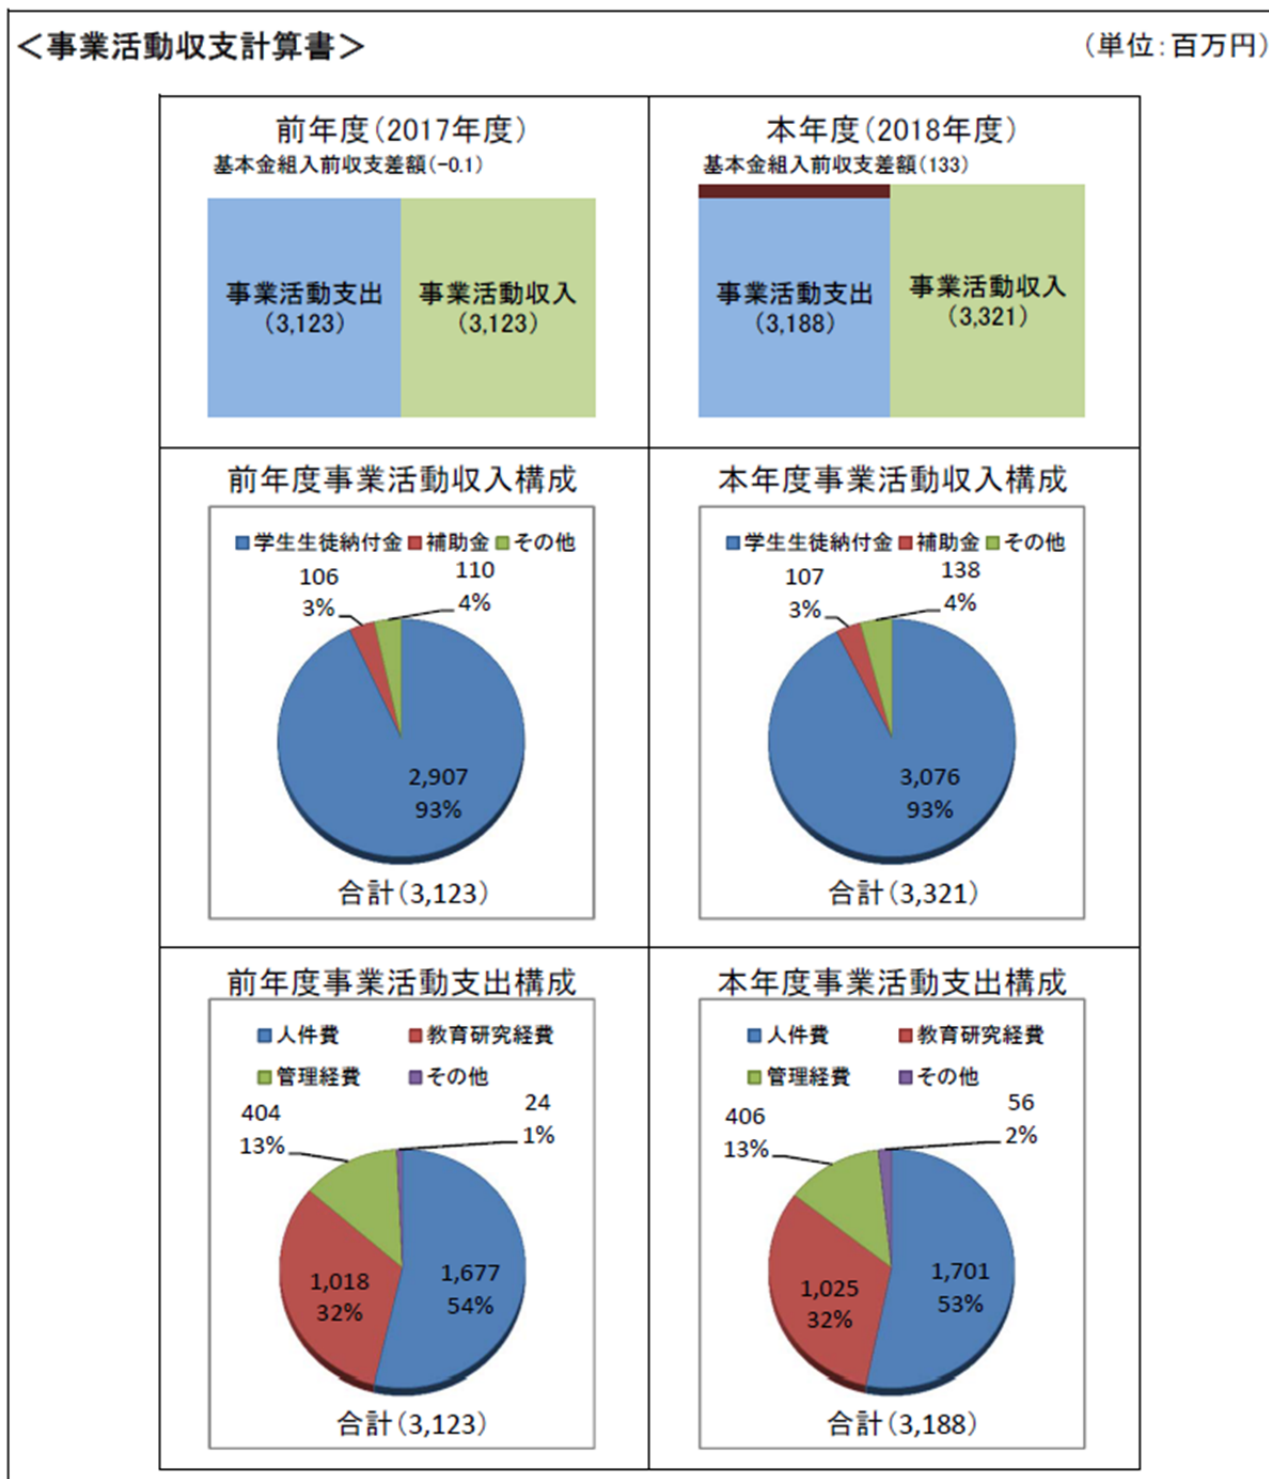 ＜事業活動収支計算書＞
（単位：百万円）
前年度（2017年度）
基本金組入前収支差額（-0.1）
事業活動支出
（3,123）
事業活動収入
（3,123）
本年度（2018年度）
基本金組入前収支差額（133）
事業活動支出
（3,188）
事業活動収入
（3,321）
前年度事業活動収入構成
学生生徒納付金 補助金 その他
106
3%
110
4%
2,907
93%
合計（3,123）
本年度事業活動収入構成
学生生徒納付金 補助金 その他
107
3%
138
4%
3,076
93%
合計（3,321）
前年度事業活動支出構成
人件費 教育研究経費
管理経費 その他
404
13%
24
1%
1,018
32%
1,677
54%
合計（3,123）
本年度事業活動支出構成
人件費 教育研究経費
管理経費 その他
406
13%
56
2%
1,025
32%
1,701
53%
合計（3,188）